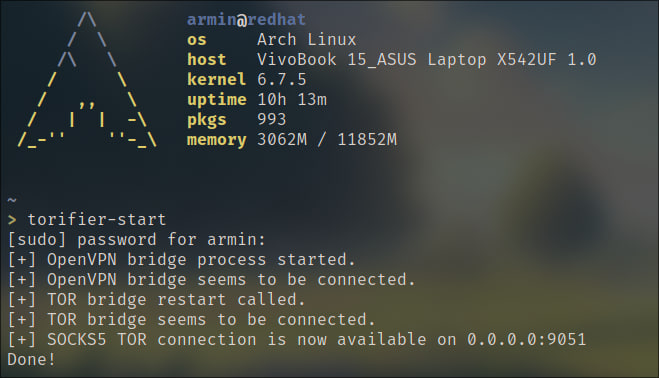 armin@redhat
os Arch Linux
host VivoBook 15_ASUS Laptop X542UF 1.0
kernel 6.7.5
uptime 10h 13m
pkgs 993
memory 3062M / 11852M
~
> torifier-start
[sudo] password for armin:
[+] OpenVPN bridge process started.
[+] OpenVPN bridge seems to be connected.
[+] TOR bridge restart called.
[+] TOR bridge seems to be connected.
[+] SOCKS5 TOR connection is now available on 0.0.0.0:9051
Done!